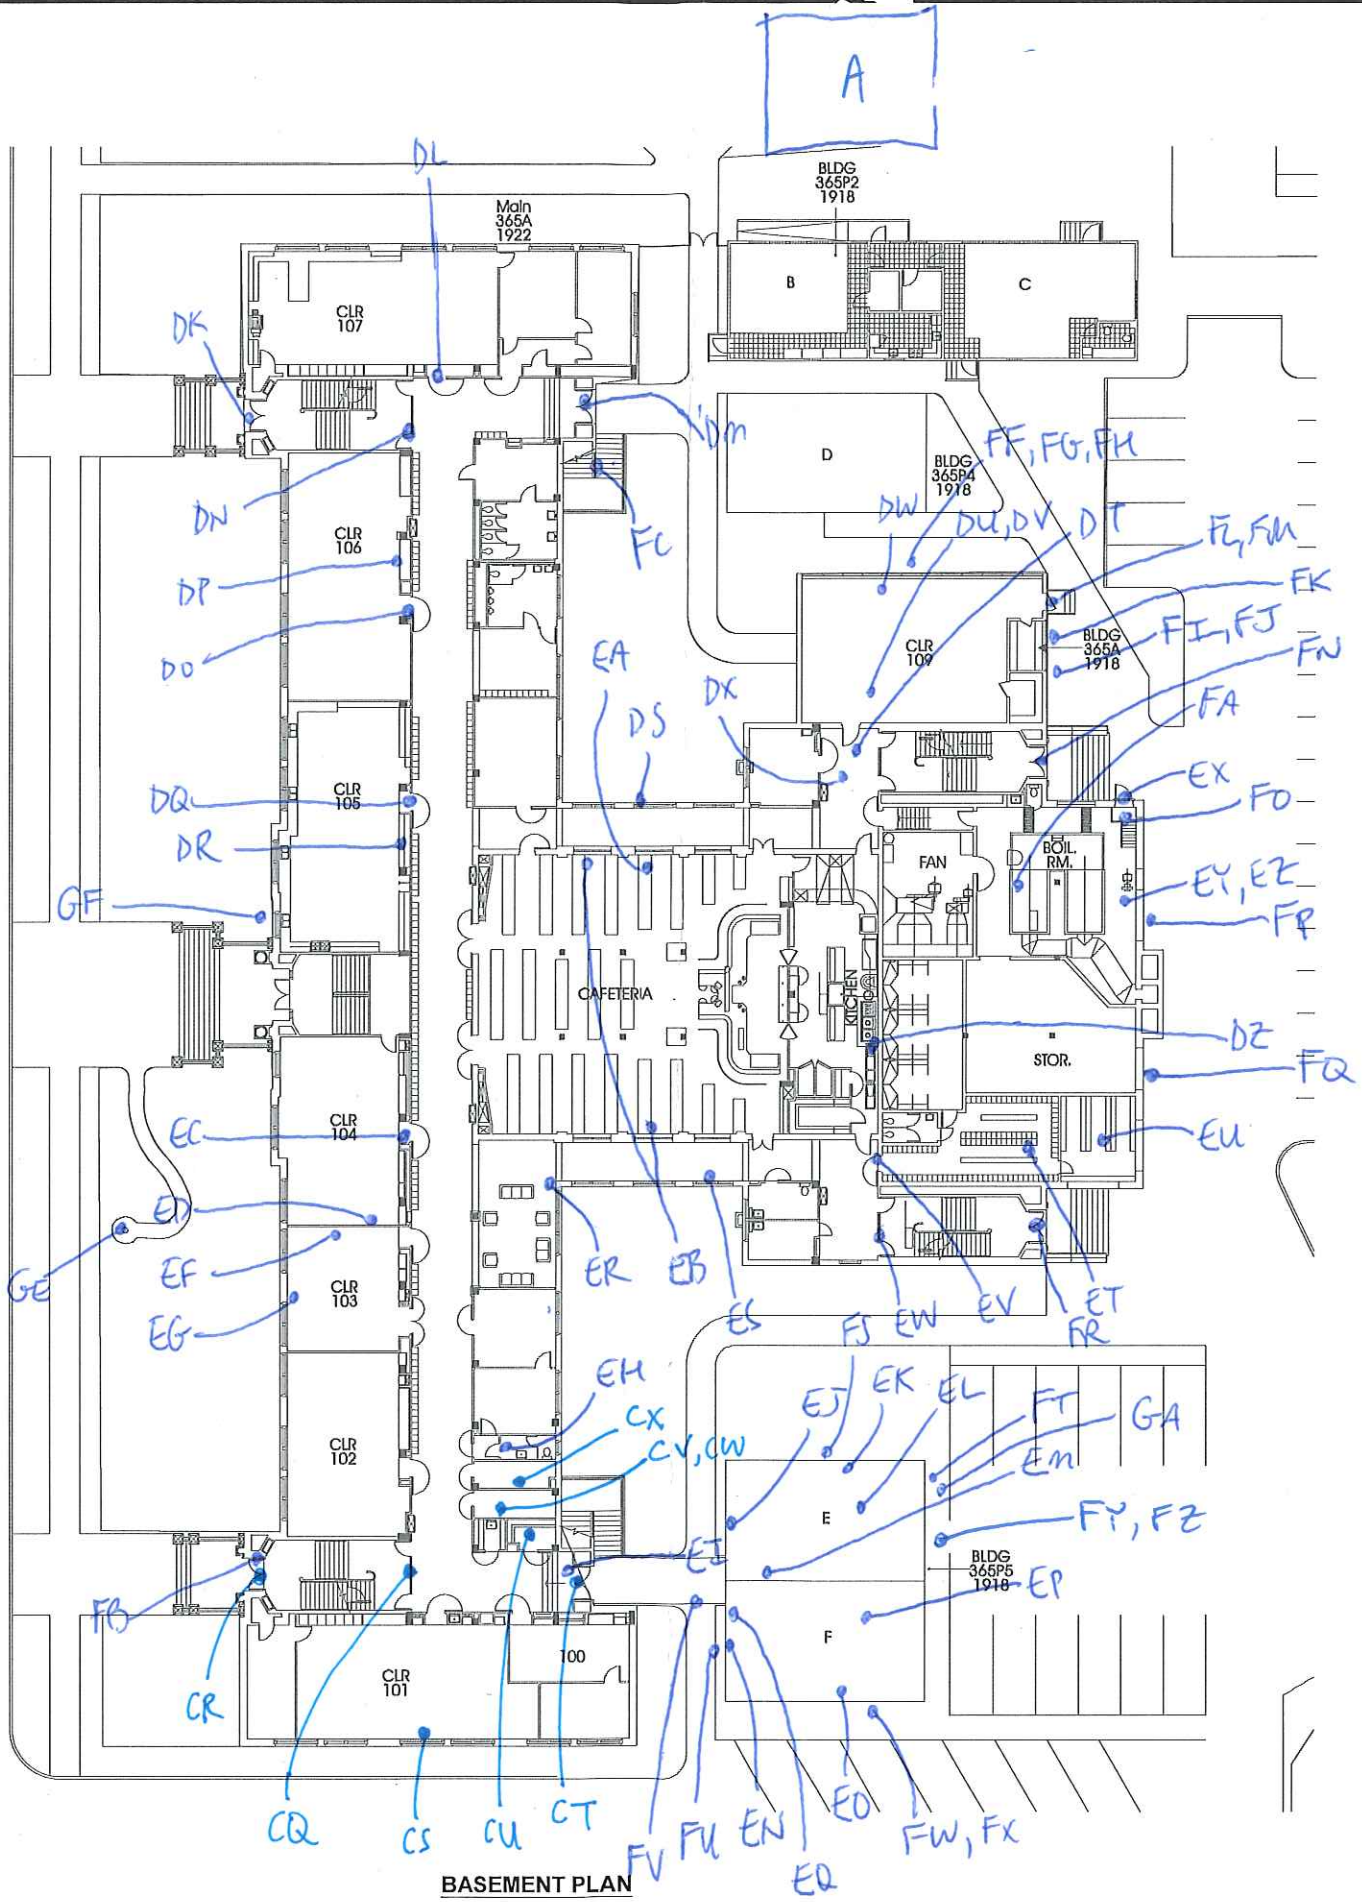 A
DL
BLDG
365P2
1918
Main
365A
1922
B
C
CLR
107
DK
DM
D
BLDG
365P4
1918
FF, FG, FH
DN
CLR
106
FC
DW
DU, DV
DT
FL, FM
DP
FK
CLR
109
BLDG
365A
1918
FI, FJ
DO
EA
DX
FN
DS
FA
CLR
105
DQ
EX
FO
DR
FAN
BOIL.
RM.
EY, EZ
GF
FP
CAFETERIA
KITCHEN
DZ
STOR.
FQ
EC
CLR
104
EU
ED
EF
CLR
103
GE
ER
EB
EG
ES
EW
EV
ET
FR
FS
EH
EJ
EK
EL
FT
GA
CX
CV, CW
EM
CLR
102
E
FY, FZ
EI
BLDG
365P5
1918
EP
FB
F
100
CLR
101
CR
CQ
CS
CU
CT
FV
FU
EN
EO
EQ
FW, FX
BASEMENT PLAN